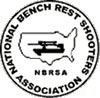 NATIONAL BENCH REST SHOOTERS
ASSOCIATION
NBRSA